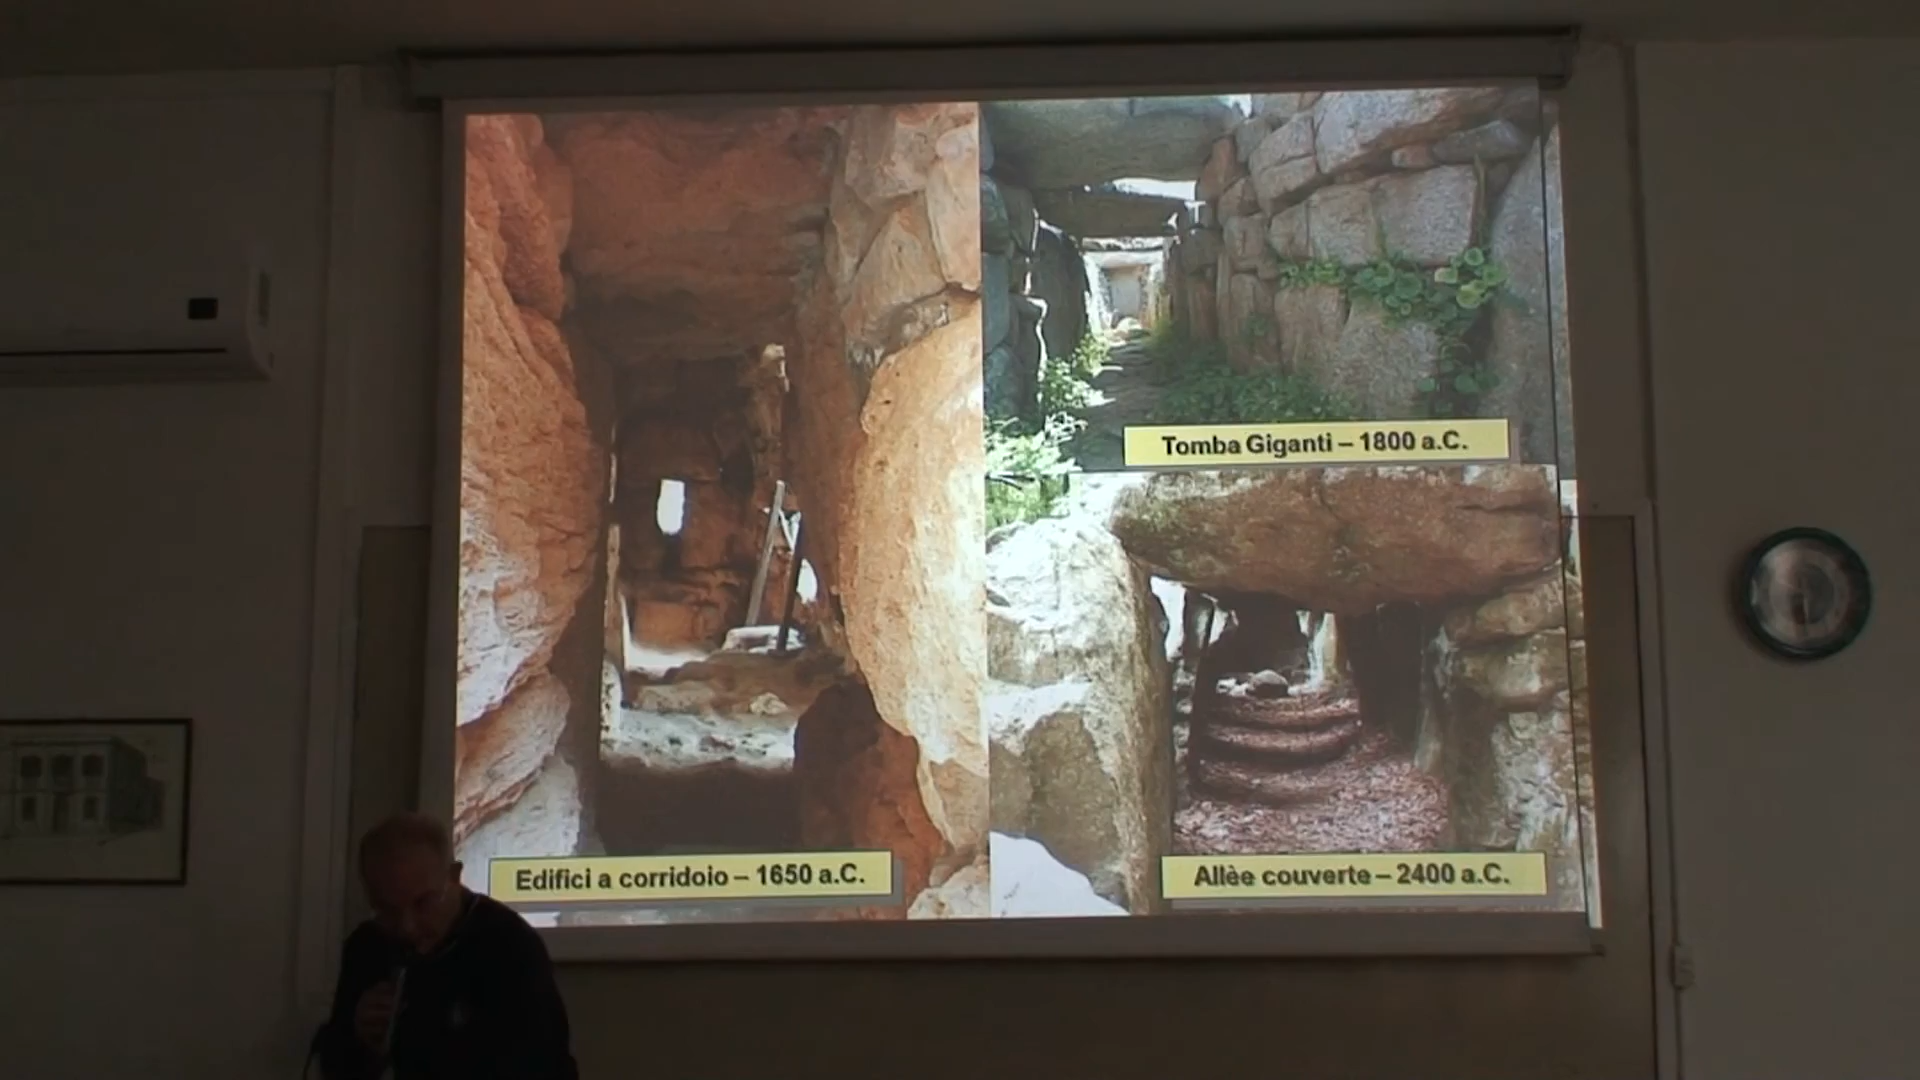 Tomba Giganti – 1800 a.C.
Edifici a corridoio – 1650 a.C.
Allèe couverte – 2400 a.C.